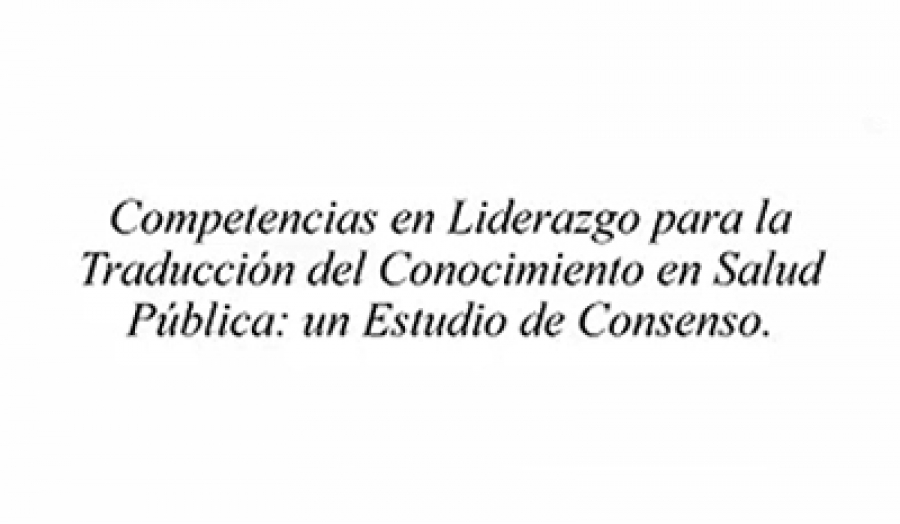 Competencias en Liderazgo para la
Traducción del Conocimiento en Salud
Pública: un Estudio de Consenso.